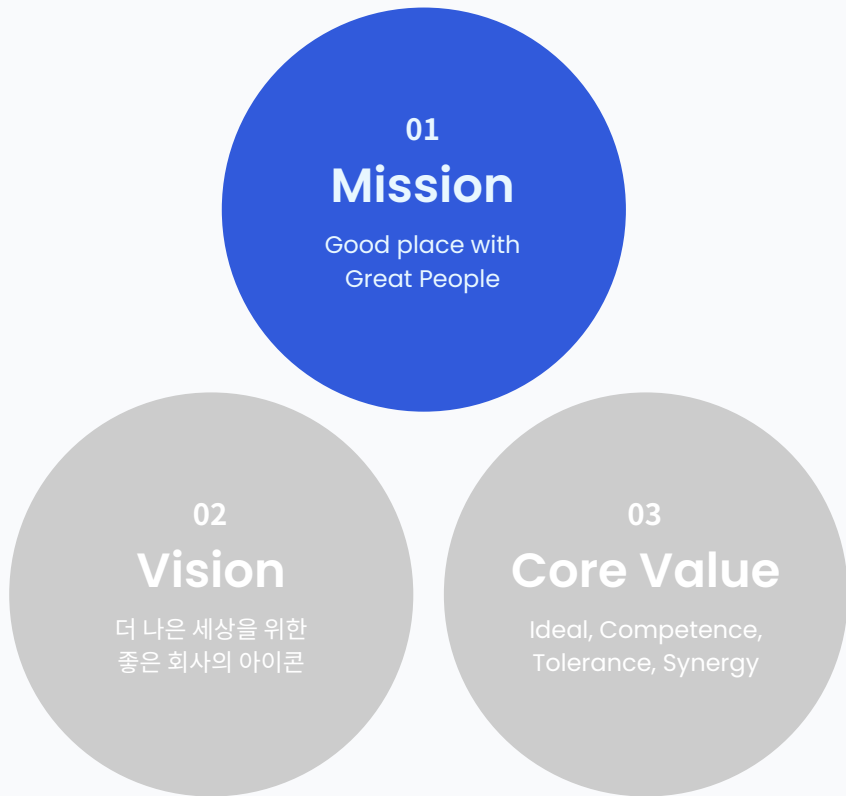 01
Mission
Good place with
Great People
02
Vision
더 나은 세상을 위한
좋은 회사의 아이콘
03
Core Value
Ideal, Competence,
Tolerance, Synergy